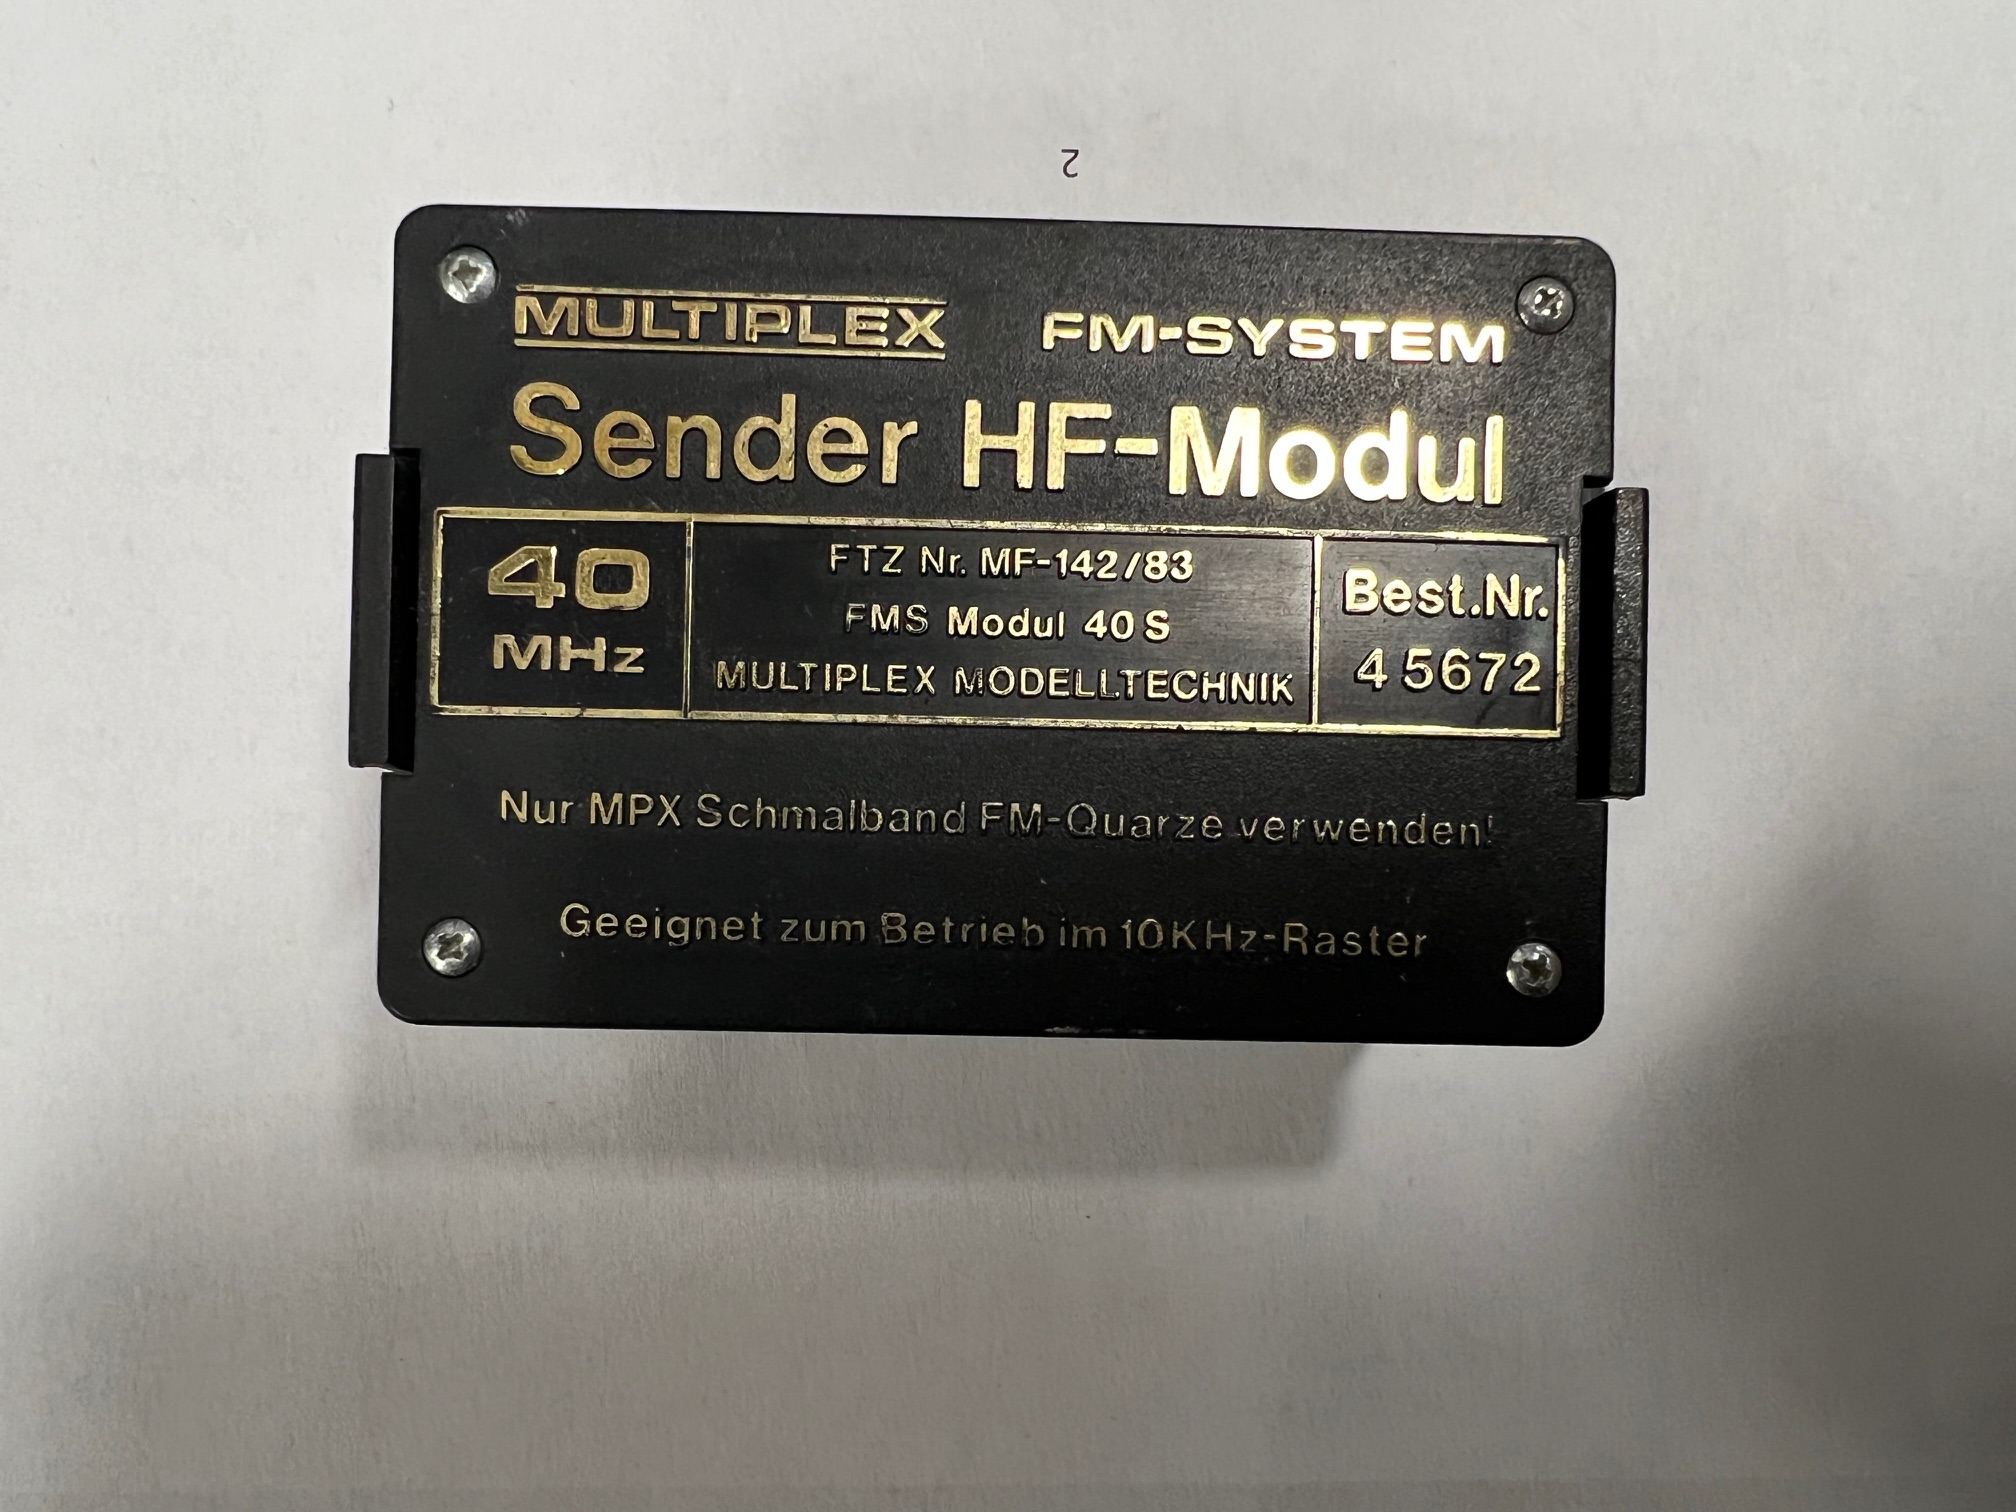 2
MULTIPLEX FM-SYSTEM
Sender HF-Modul
40
MHz
FTZ Nr. MF-142/83
FMS Modul 40 S
MULTIPLEX MODELLTECHNIK
Best.Nr.
4 5672
Nur MPX Schmalband FM-Quarze verwenden!
Geeignet zum Betrieb im 10KHz-Raster